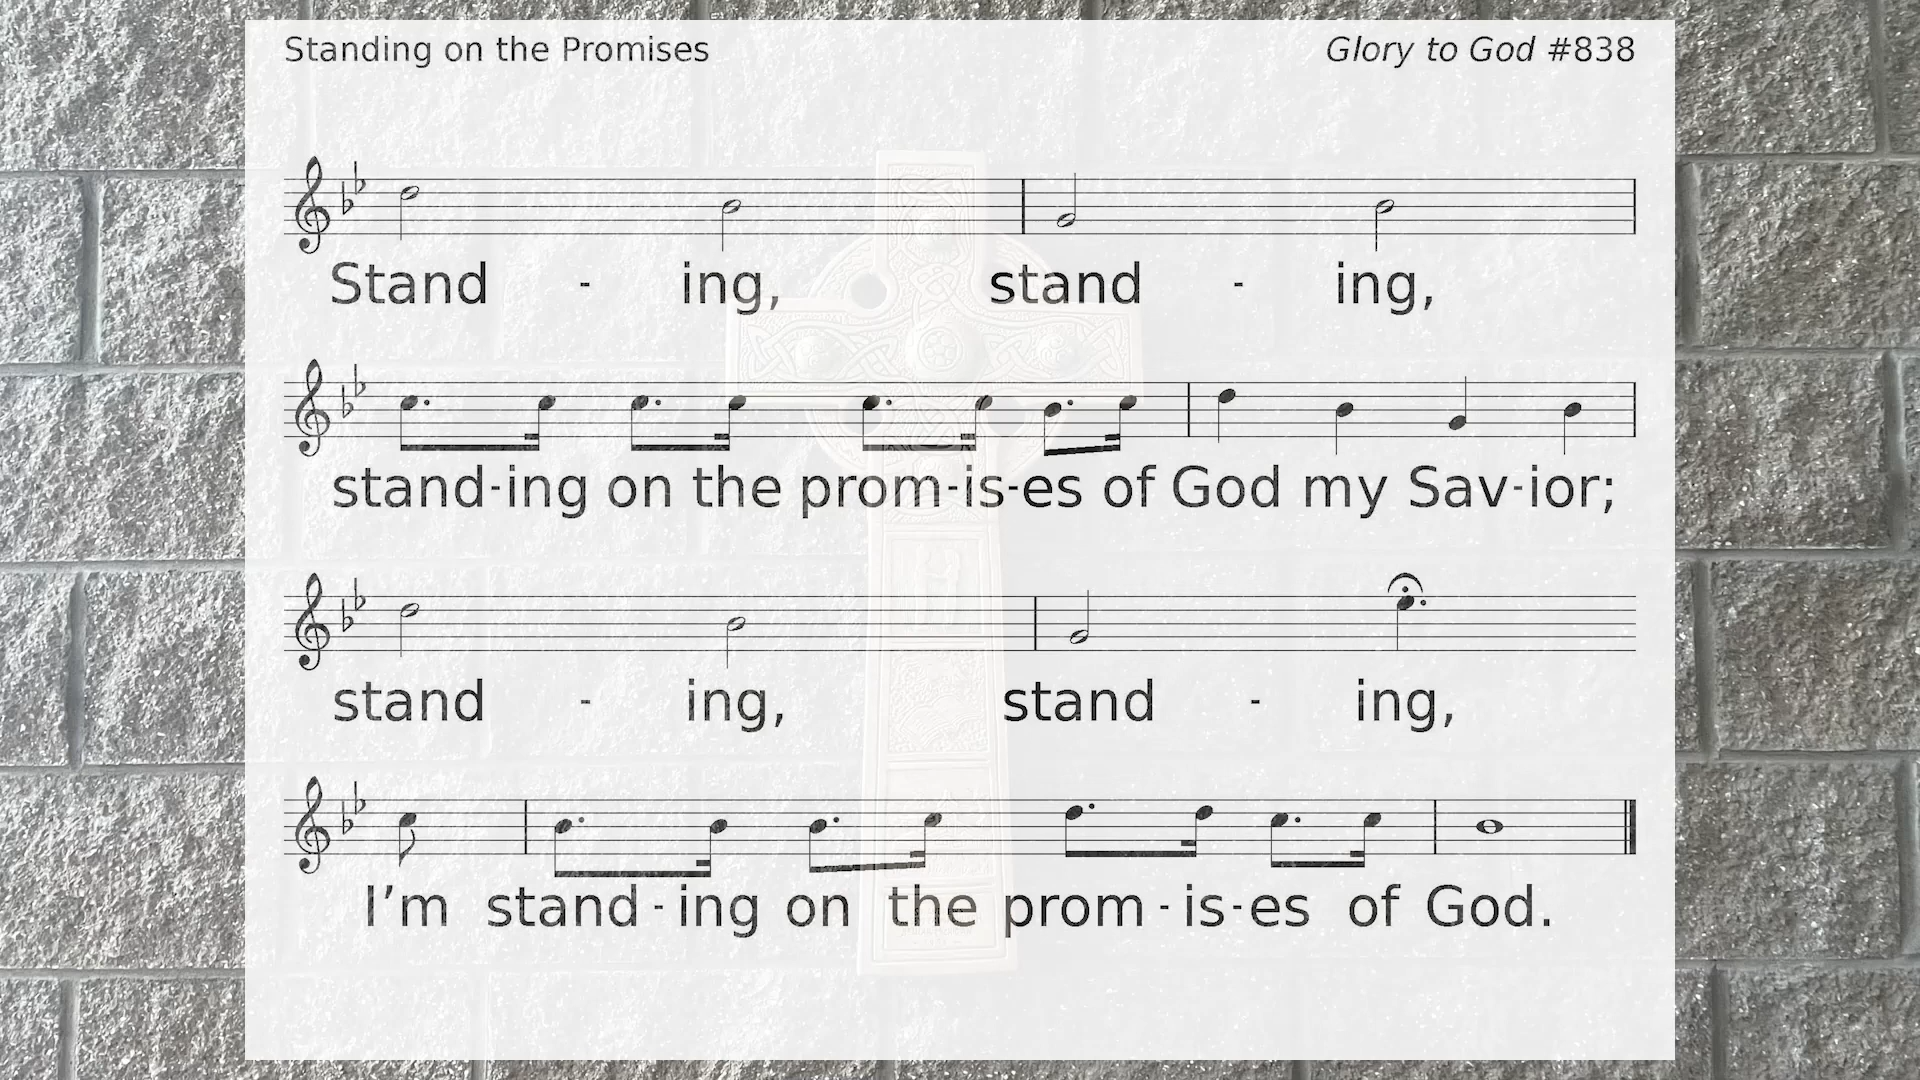 Standing on the Promises
Glory to God #838
Stand - ing, stand - ing,
stand-ing on the prom-is-es of God my Sav-ior;
stand - ing, stand - ing,
I’m stand - ing on the prom - is - es of God.